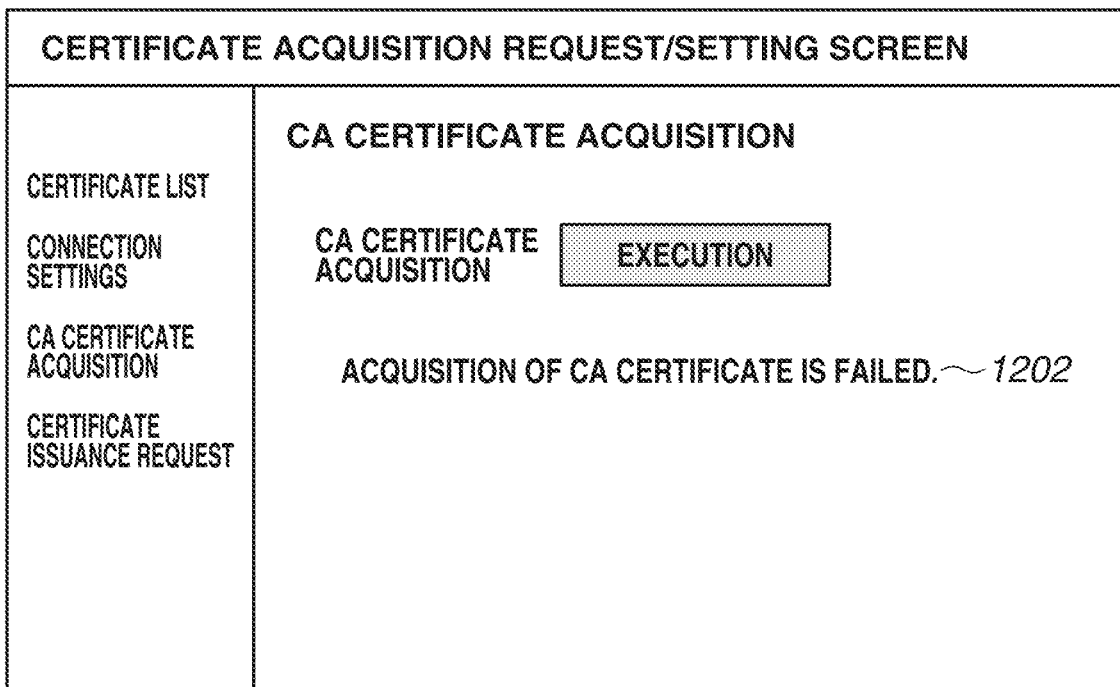 CERTIFICATE ACQUISITION REQUEST/SETTING SCREEN
CERTIFICATE LIST
CONNECTION
SETTINGS
CA CERTIFICATE
ACQUISITION
CERTIFICATE
ISSUANCE REQUEST
CA CERTIFICATE ACQUISITION
CA CERTIFICATE
ACQUISITION
EXECUTION
ACQUISITION OF CA CERTIFICATE IS FAILED. 1202